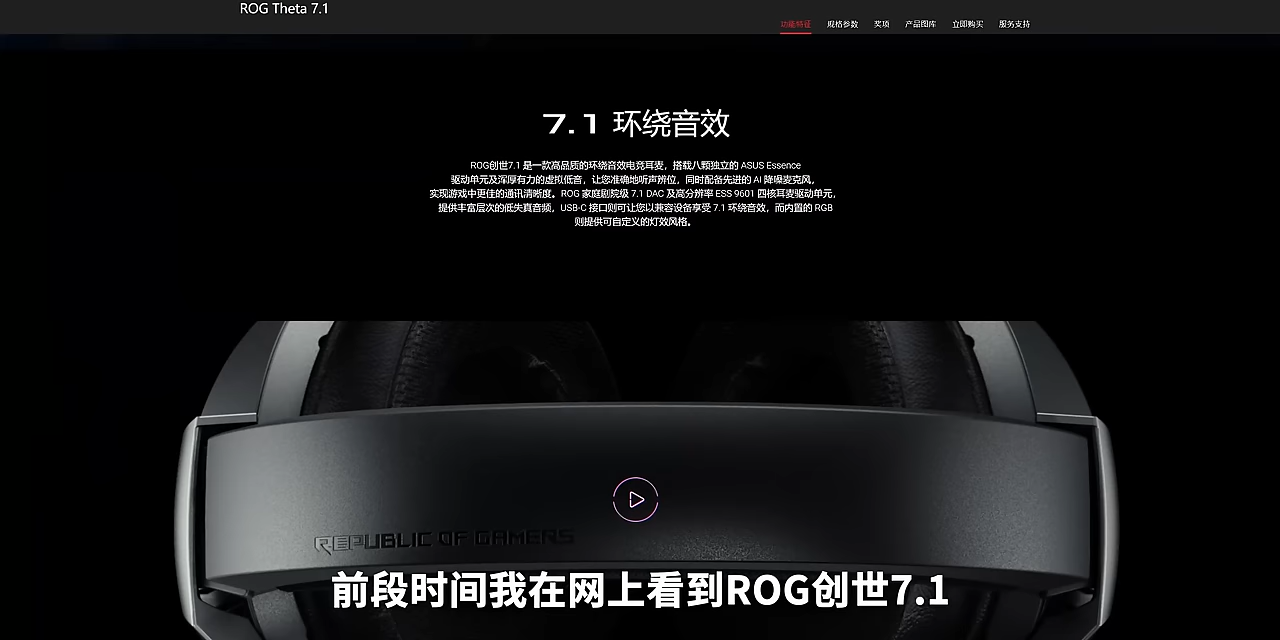 ROG Theta 7.1
功能特征 规格参数 奖项 产品图库 立即购买 服务支持
7.1 环绕音效
ROG创世7.1 是一款高品质的环绕音效电竞耳麦，搭载八颗独立的 ASUS Essence
驱动单元及浑厚有力的虚拟低音，让您准确地听声辨位，同时配备先进的 AI 降噪麦克风，
实现游戏中更佳的通讯清晰度。ROG 家庭剧院级 7.1 DAC 及高分辨率 ESS 9601 四核耳麦驱动单元，
提供丰富层次的低失真音频，USB-C 接口则可让您以兼容设备享受 7.1 环绕音效，而内置的 RGB
则提供可自定义的灯效风格。
REPUBLIC OF GAMERS
前段时间我在网上看到ROG创世7.1